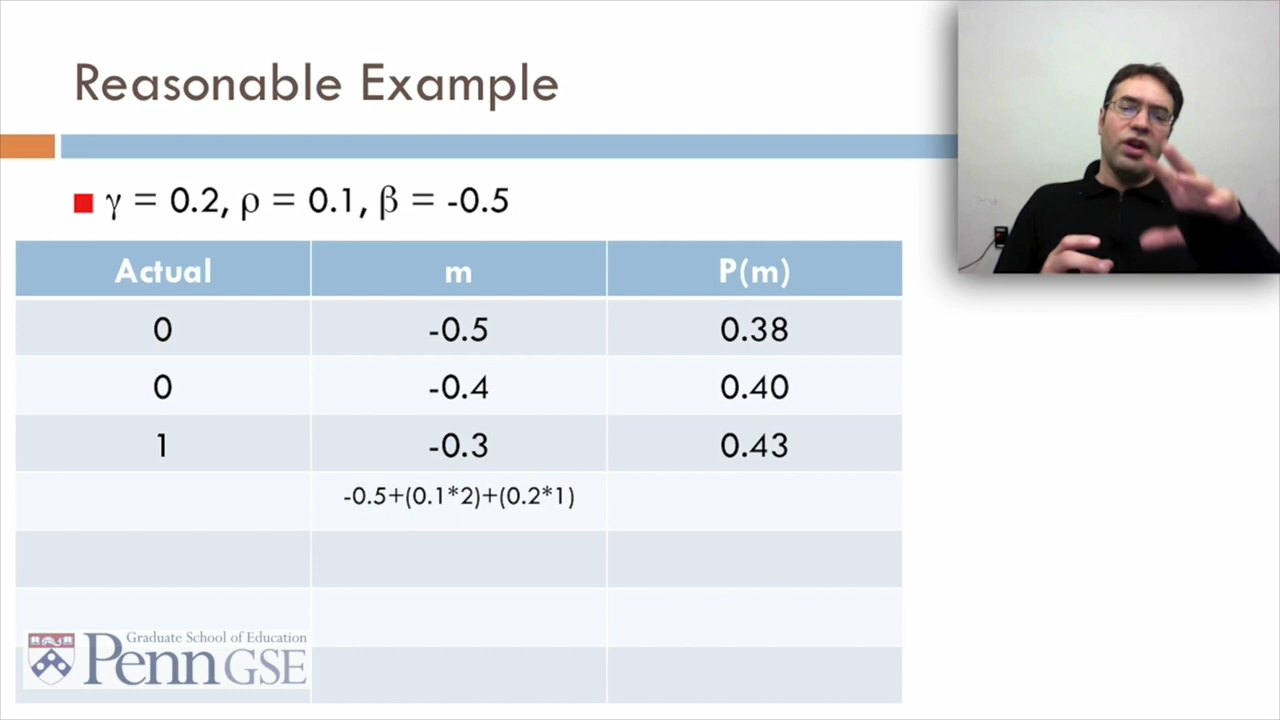 Reasonable Example
γ = 0.2, ρ = 0.1, β = -0.5
Actual m P(m)
0 -0.5 0.38
0 -0.4 0.40
1 -0.3 0.43
-0.5+(0.1*2)+(0.2*1)
Graduate School of Education
Penn GSE